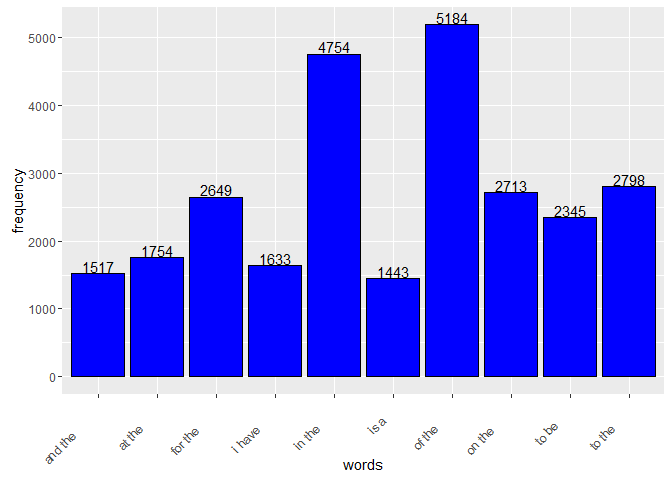 5184
5000
4754
4000
frequency
3000
2798
2713
2649
2345
2000
1754
1633
1517
1443
1000
0
and the
at the
for the
i have
in the
is a
of the
on the
to be
to the
words